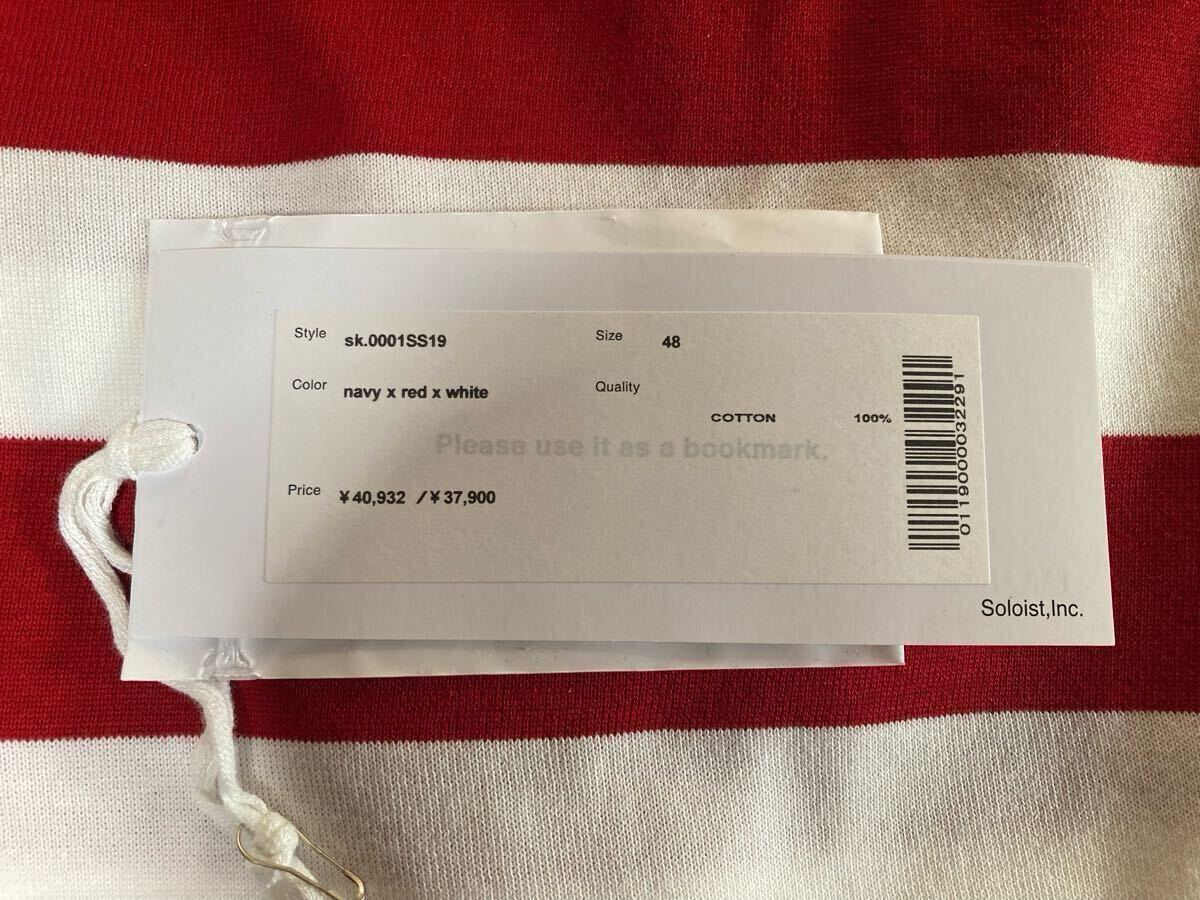 Style sk.0001SS19 Size 48
Color navy x red x white Quality
COTTON 100%
Please use it as a bookmark.
Price ¥40,932 /¥37,900
0119000032291
Soloist,Inc.